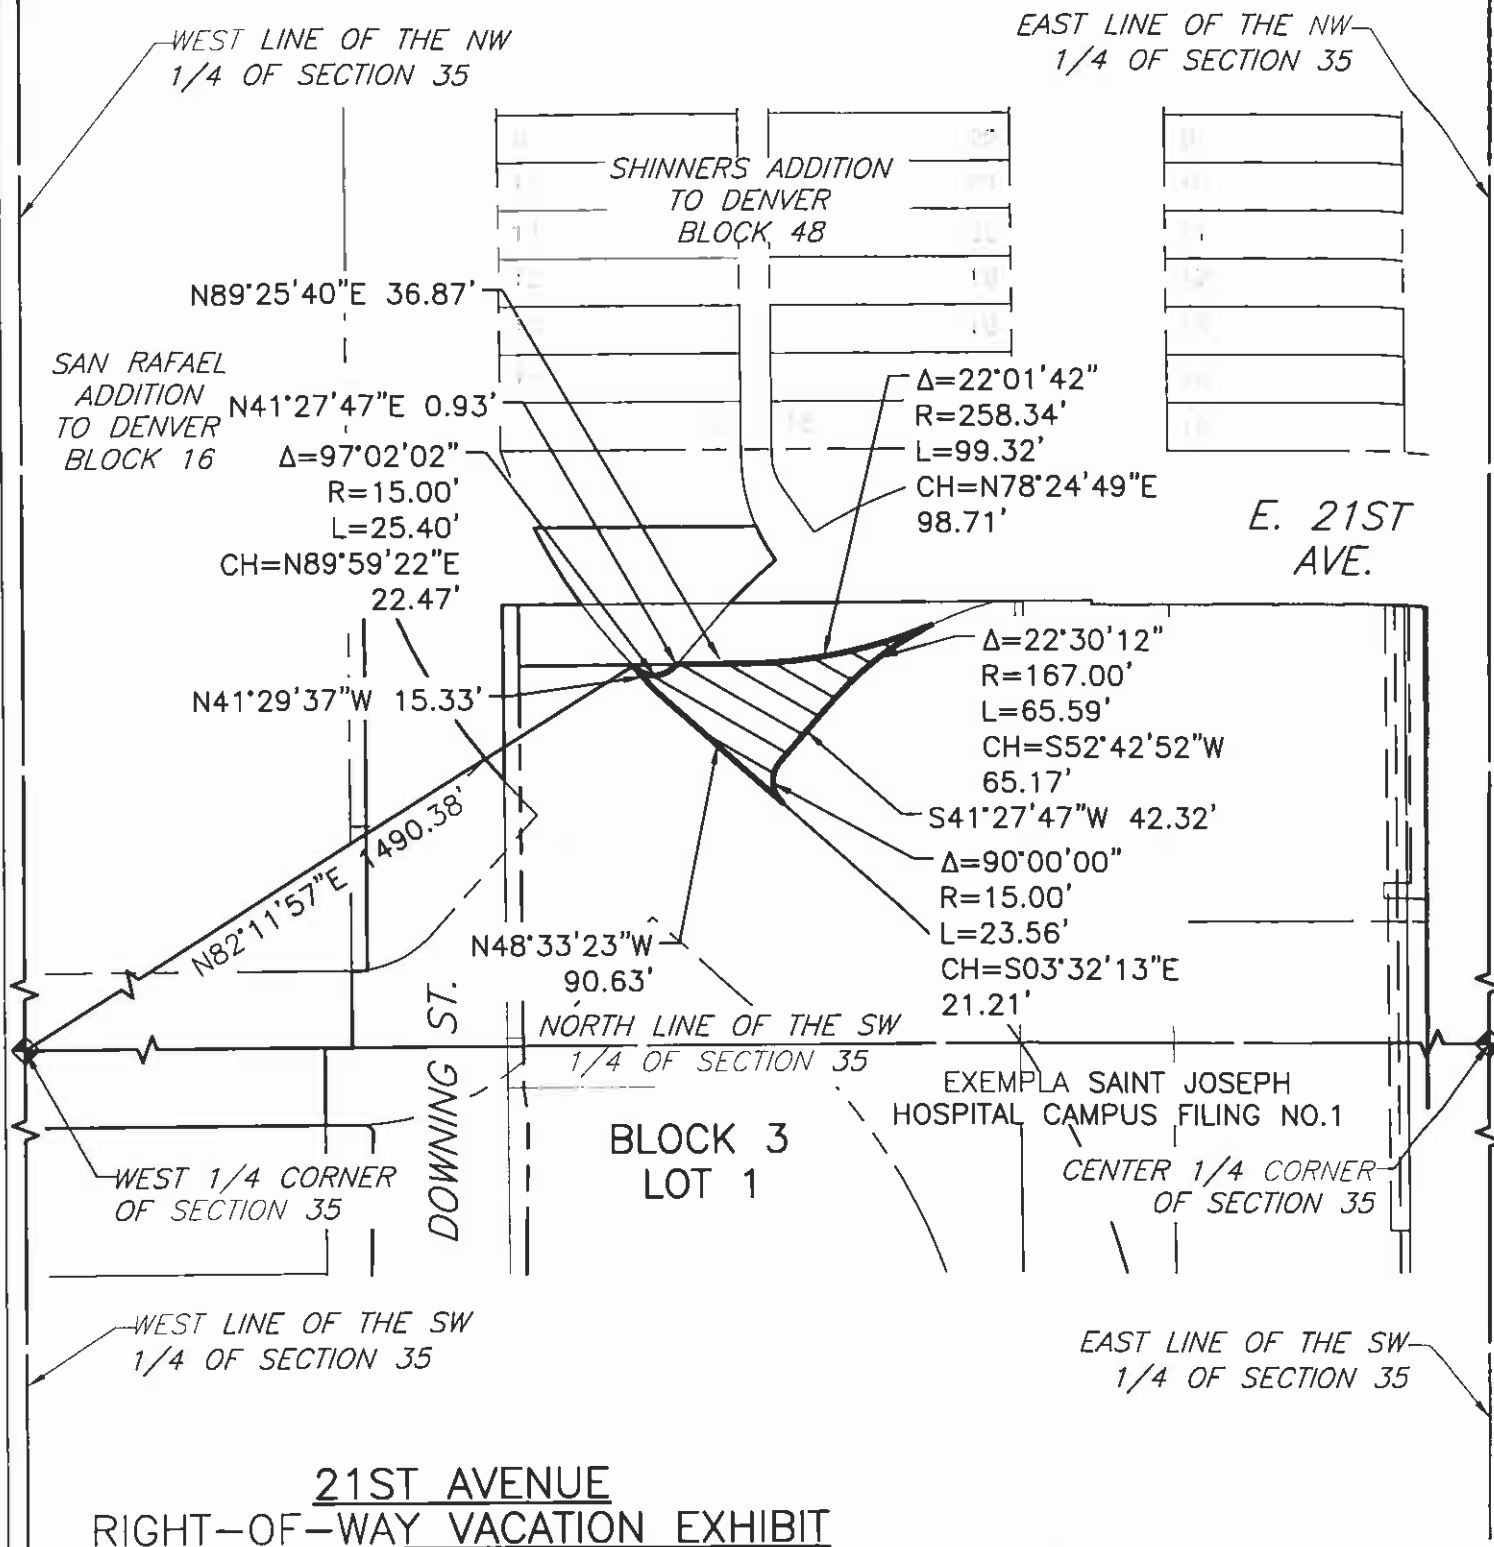 WEST LINE OF THE NW
1/4 OF SECTION 35
EAST LINE OF THE NW
1/4 OF SECTION 35
SHINNERS ADDITION
TO DENVER
BLOCK 48
N89°25'40"E 36.87'
SAN RAFAEL
ADDITION
TO DENVER
BLOCK 16
N41°27'47"E 0.93'
Δ=97°02'02"
R=15.00'
L=25.40'
CH=N89°59'22"E
22.47'
Δ=22°01'42"
R=258.34'
L=99.32'
CH=N78°24'49"E
98.71'
E. 21ST
AVE.
N41°29'37"W 15.33'
Δ=22°30'12"
R=167.00'
L=65.59'
CH=S52°42'52"W
65.17'
S41°27'47"W 42.32'
Δ=90°00'00"
R=15.00'
L=23.56'
CH=S03°32'13"E
21.21'
N82°11'57"E 1490.38'
N48°33'23"W
90.63'
DOWNING ST.
NORTH LINE OF THE SW
1/4 OF SECTION 35
EXEMPLA SAINT JOSEPH
HOSPITAL CAMPUS FILING NO.1
BLOCK 3
LOT 1
WEST 1/4 CORNER
OF SECTION 35
CENTER 1/4 CORNER
OF SECTION 35
WEST LINE OF THE SW
1/4 OF SECTION 35
EAST LINE OF THE SW
1/4 OF SECTION 35
21ST AVENUE
RIGHT-OF-WAY VACATION EXHIBIT